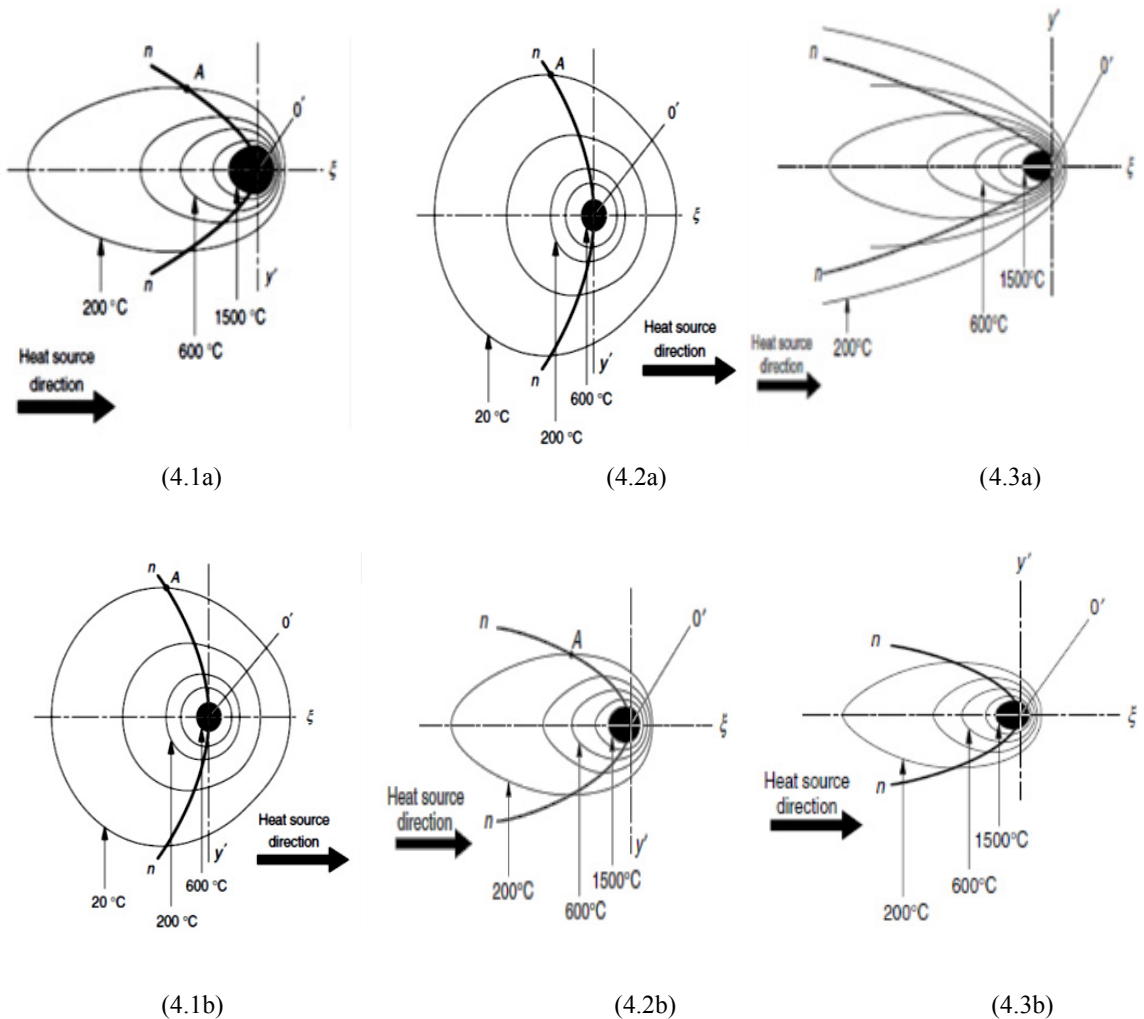 n
A
0′
ξ
n
y′
200 °C
1500 °C
600 °C
Heat source
direction
(4.1a)
n
A
0′
ξ
n
y′
20 °C
200 °C
600 °C
Heat source
direction
(4.2a)
y′
n
0′
ξ
n
1500°C
600°C
200°C
Heat source
direction
(4.3a)
n
A
0′
ξ
n
y′
600 °C
20 °C
200 °C
Heat source
direction
(4.1b)
n
A
0′
ξ
n
y′
200°C
1500°C
600°C
Heat source
direction
(4.2b)
y′
n
0′
ξ
n
1500°C
600°C
200°C
Heat source
direction
(4.3b)